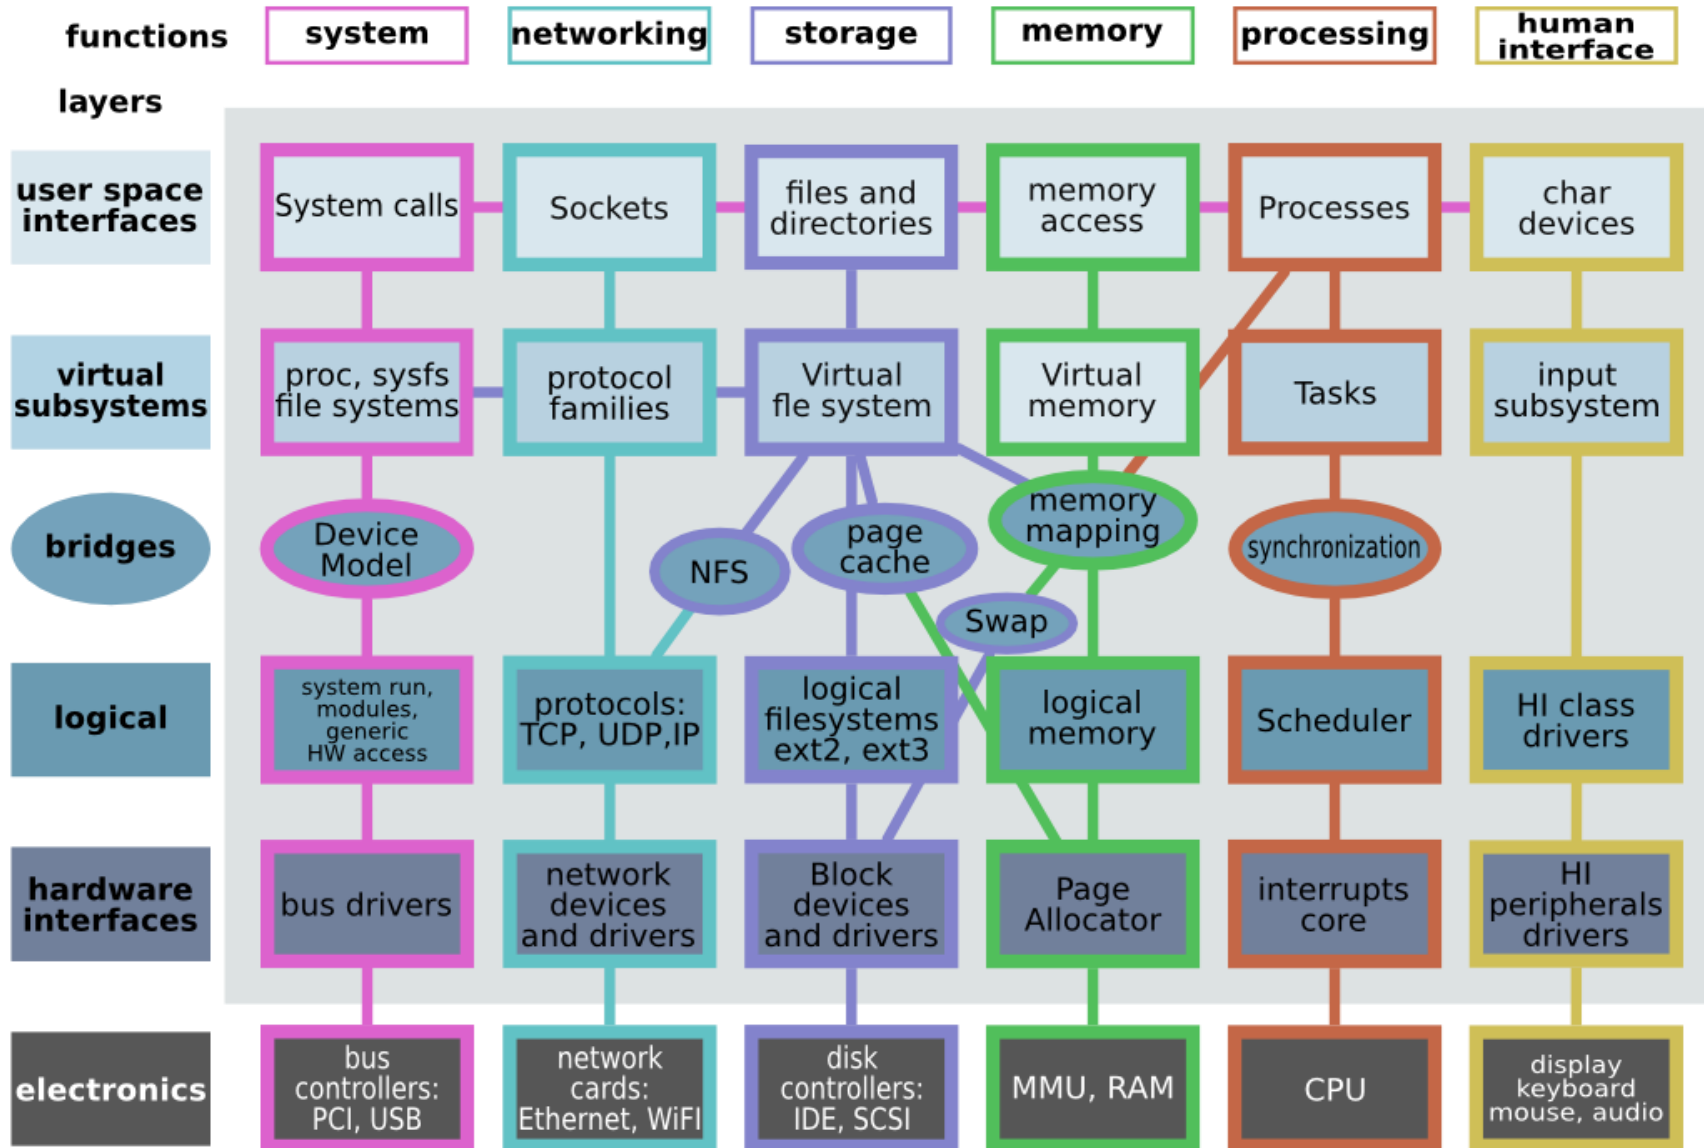 functions
system
networking
storage
memory
processing
human
interface
layers
user space
interfaces
System calls
Sockets
files and
directories
memory
access
Processes
char
devices
virtual
subsystems
proc, sysfs
file systems
protocol
families
Virtual
fle system
Virtual
memory
Tasks
input
subsystem
bridges
Device
Model
NFS
page
cache
memory
mapping
synchronization
Swap
logical
system run,
modules,
generic
HW access
protocols:
TCP, UDP,IP
logical
filesystems
ext2, ext3
logical
memory
Scheduler
HI class
drivers
hardware
interfaces
bus drivers
network
devices
and drivers
Block
devices
and drivers
Page
Allocator
interrupts
core
HI
peripherals
drivers
electronics
bus
controllers:
PCI, USB
network
cards:
Ethernet, WiFI
disk
controllers:
IDE, SCSI
MMU, RAM
CPU
display
keyboard
mouse, audio